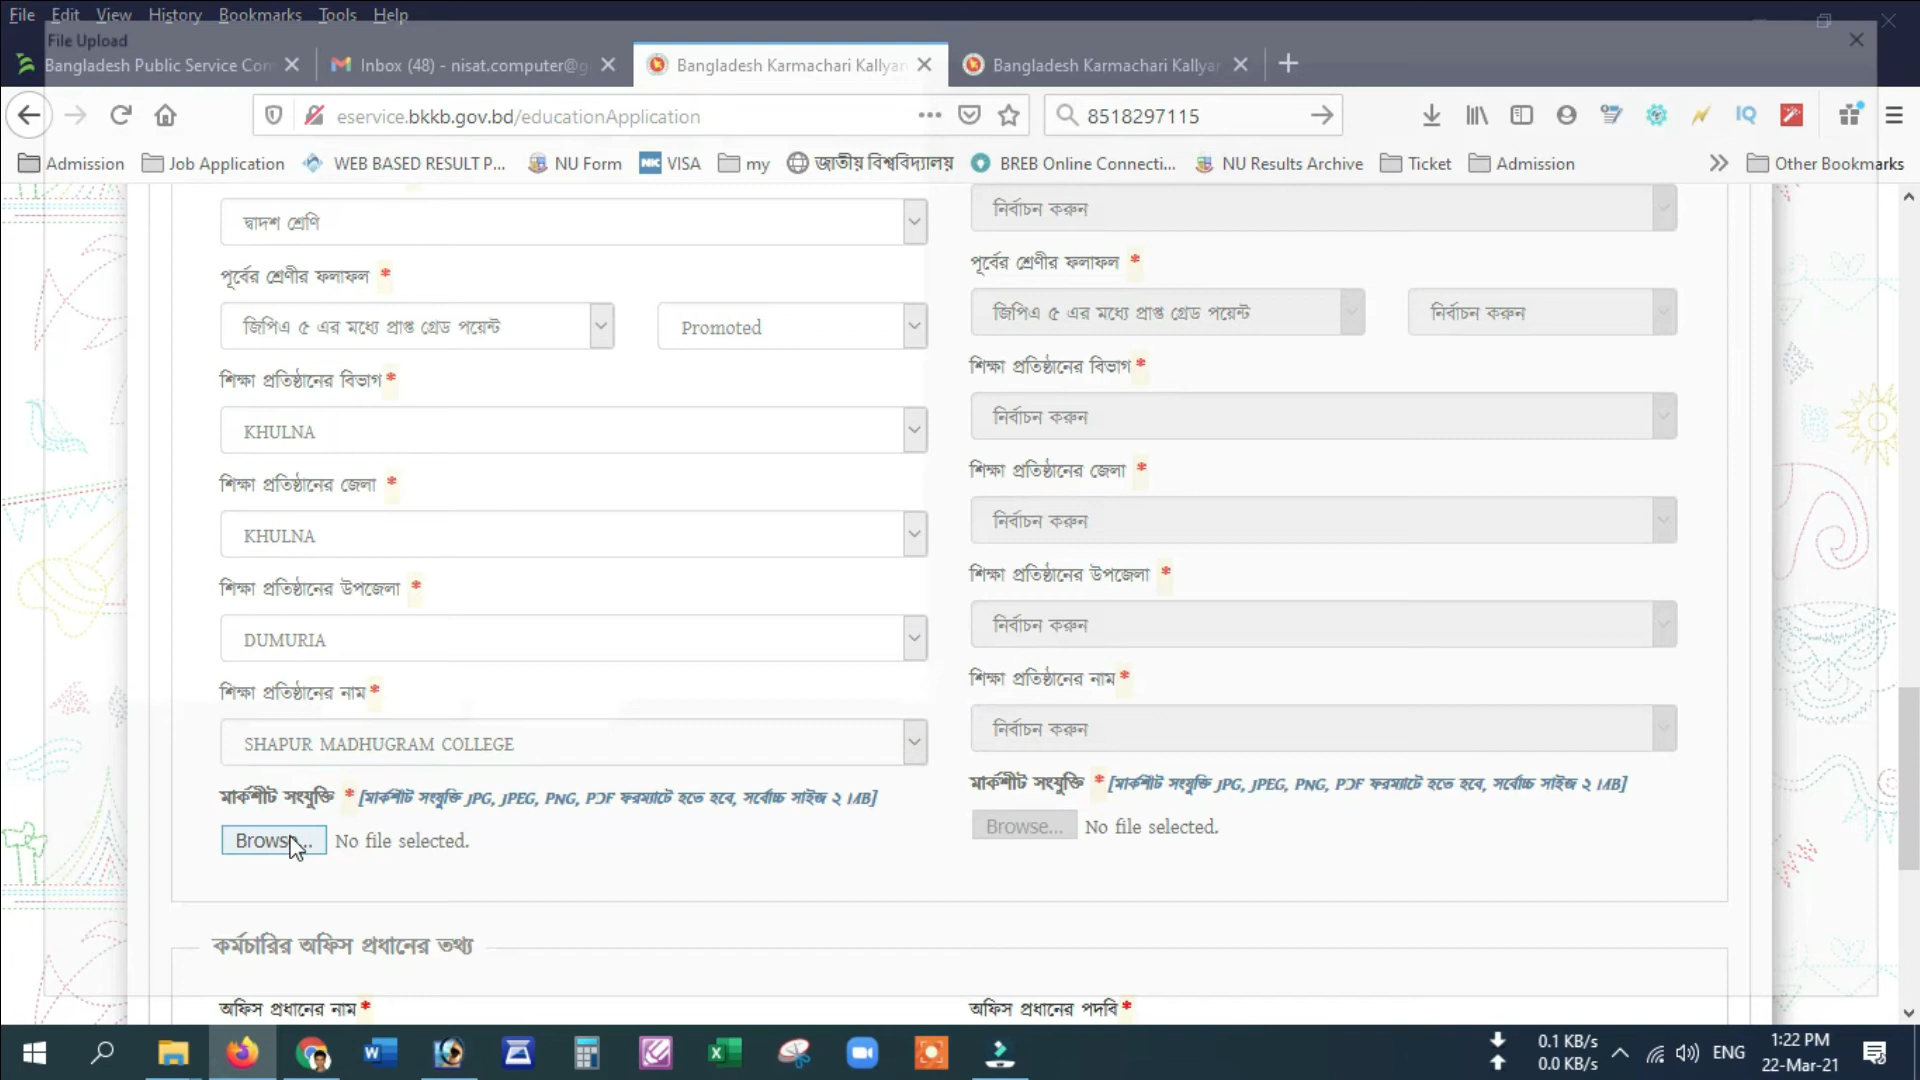 File Edit View History Bookmarks Tools Help
File Upload
Bangladesh Public Service Com
Inbox (48) - nisat.computer@g
Bangladesh Karmachari Kallyan
Bangladesh Karmachari Kallyar
eservice.bkkb.gov.bd/educationApplication
8518297115
IQ
Admission
Job Application
WEB BASED RESULT P...
NU Form
NK VISA
my
জাতীয় বিশ্ববিদ্যালয়
BREB Online Connecti...
NU Results Archive
Ticket
Admission
Other Bookmarks
দ্বাদশ শ্রেণি
নির্বাচন করুন
পূর্বের শ্রেণীর ফলাফল *
পূর্বের শ্রেণীর ফলাফল *
জিপিএ ৫ এর মধ্যে প্রাপ্ত গ্রেড পয়েন্ট
Promoted
জিপিএ ৫ এর মধ্যে প্রাপ্ত গ্রেড পয়েন্ট
নির্বাচন করুন
শিক্ষা প্রতিষ্ঠানের বিভাগ *
শিক্ষা প্রতিষ্ঠানের বিভাগ *
KHULNA
নির্বাচন করুন
শিক্ষা প্রতিষ্ঠানের জেলা *
শিক্ষা প্রতিষ্ঠানের জেলা *
KHULNA
নির্বাচন করুন
শিক্ষা প্রতিষ্ঠানের উপজেলা *
শিক্ষা প্রতিষ্ঠানের উপজেলা *
DUMURIA
নির্বাচন করুন
শিক্ষা প্রতিষ্ঠানের নাম *
শিক্ষা প্রতিষ্ঠানের নাম *
SHAPUR MADHUGRAM COLLEGE
নির্বাচন করুন
মার্কশীট সংযুক্তি * [মার্কশীট সংযুক্তি JPG, JPEG, PNG, PDF ফরম্যাটে হতে হবে, সর্বোচ্চ সাইজ ২ MB]
মার্কশীট সংযুক্তি * [মার্কশীট সংযুক্তি JPG, JPEG, PNG, PDF ফরম্যাটে হতে হবে, সর্বোচ্চ সাইজ ২ MB]
Browse... No file selected.
Browse... No file selected.
কর্মচারির অফিস প্রধানের তথ্য
অফিস প্রধানের নাম *
অফিস প্রধানের পদবি *
0.1 KB/s
0.0 KB/s
ENG
1:22 PM
22-Mar-21